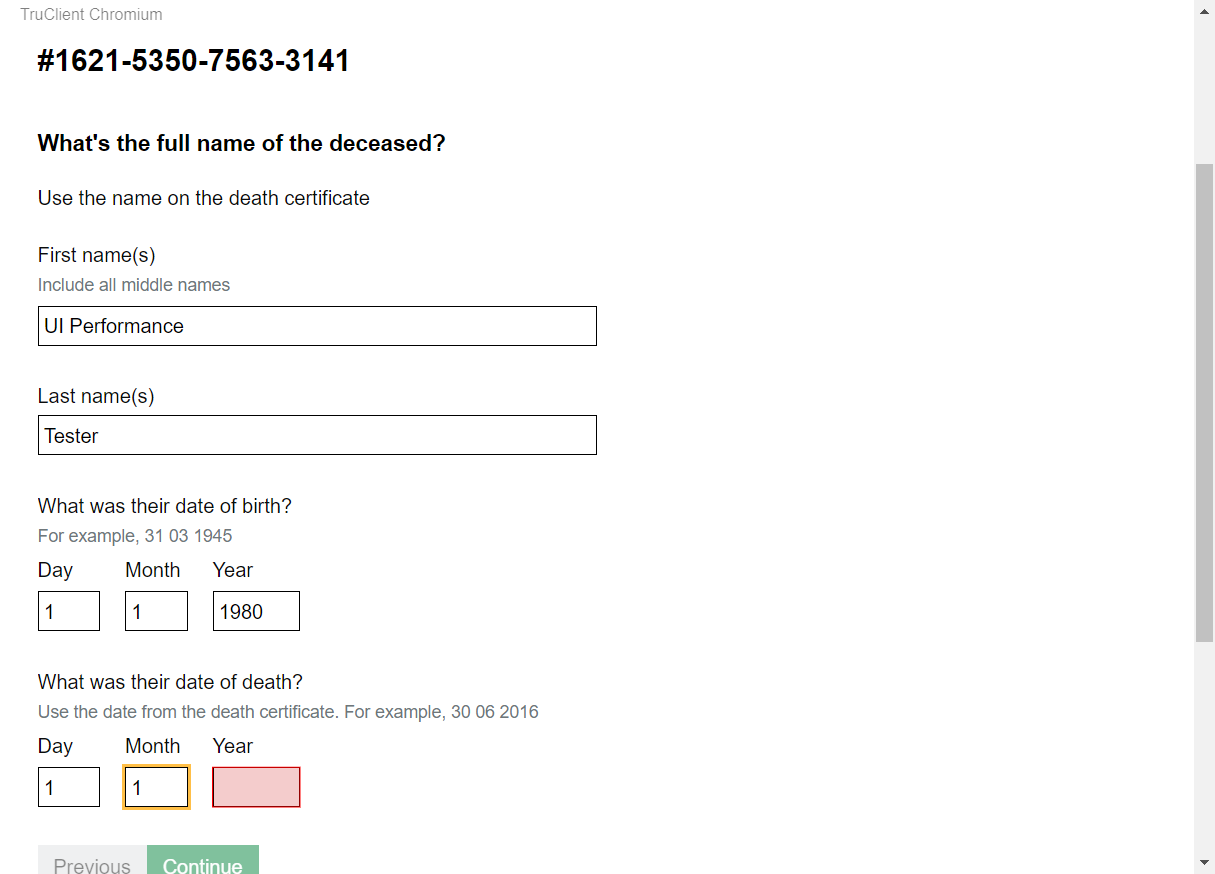 TruClient Chromium
#1621-5350-7563-3141
What's the full name of the deceased?
Use the name on the death certificate
First name(s)
Include all middle names
UI Performance
Last name(s)
Tester
What was their date of birth?
For example, 31 03 1945
Day Month Year
1 1 1980
What was their date of death?
Use the date from the death certificate. For example, 30 06 2016
Day Month Year
1 1
Previous Continue